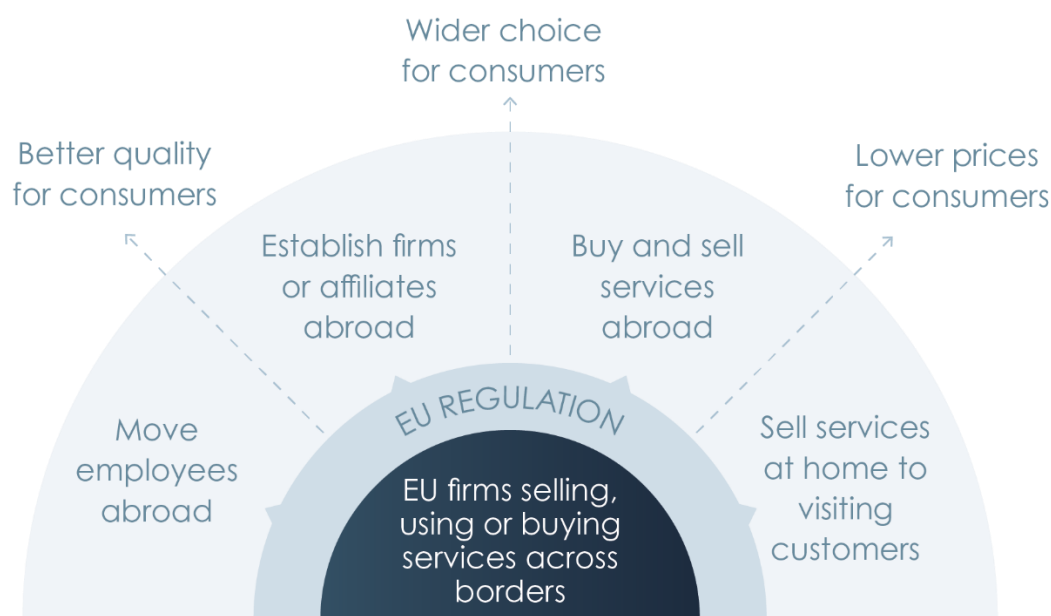 Wider choice
for consumers
Better quality
for consumers
Lower prices
for consumers
Establish firms
or affiliates
abroad
Buy and sell
services
abroad
Move
employees
abroad
EU REGULATION
Sell services
at home to
visiting
customers
EU firms selling,
using or buying
services across
borders